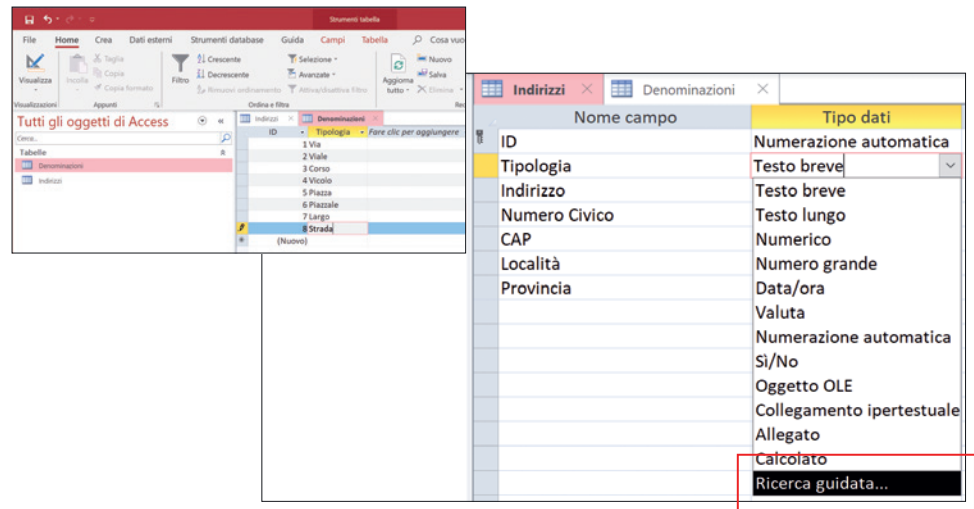 Strumenti tabella
File Home Crea Dati esterni Strumenti database Guida Campi Tabella Cosa vuo
Visualizza
Incolla
Taglia
Copia
Copia formato
Filtro
Crescente
Decrescente
Rimuovi ordinamento
Selezione
Avanzate
Attiva/disattiva filtro
Aggiorna tutto
Nuovo
Salva
Elimina
Visualizzazioni Appunti Ordina e filtra Rec
Tutti gli oggetti di Access
Cerca...
Tabelle
Denominazioni
Indirizzi
Indirizzi Denominazioni
ID Tipologia Fare clic per aggiungere
1 Via
2 Viale
3 Corso
4 Vicolo
5 Piazza
6 Piazzale
7 Largo
8 Strada
(Nuovo)
Indirizzi Denominazioni
Nome campo Tipo dati
ID Numerazione automatica
Tipologia Testo breve
Indirizzo Testo breve
Numero Civico Testo lungo
CAP Numerico
Località Numero grande
Provincia Data/ora
Valuta
Numerazione automatica
Sì/No
Oggetto OLE
Collegamento ipertestuale
Allegato
Calcolato
Ricerca guidata...